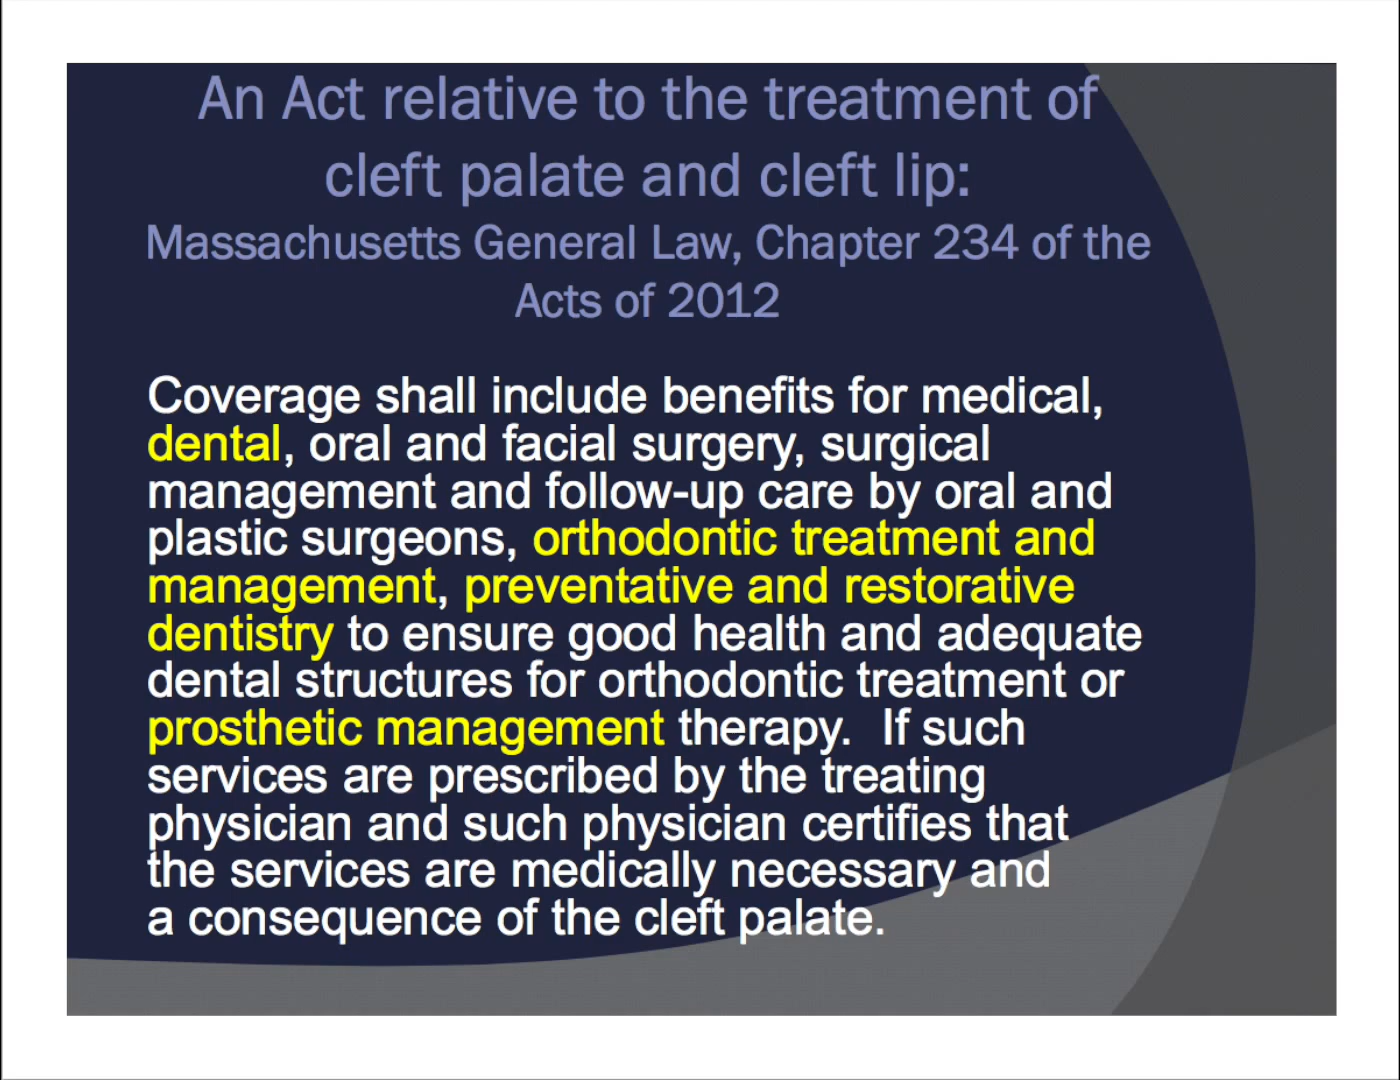 An Act relative to the treatment of
cleft palate and cleft lip:
Massachusetts General Law, Chapter 234 of the
Acts of 2012
Coverage shall include benefits for medical,
dental, oral and facial surgery, surgical
management and follow-up care by oral and
plastic surgeons, orthodontic treatment and
management, preventative and restorative
dentistry to ensure good health and adequate
dental structures for orthodontic treatment or
prosthetic management therapy.  If such
services are prescribed by the treating
physician and such physician certifies that
the services are medically necessary and
a consequence of the cleft palate.